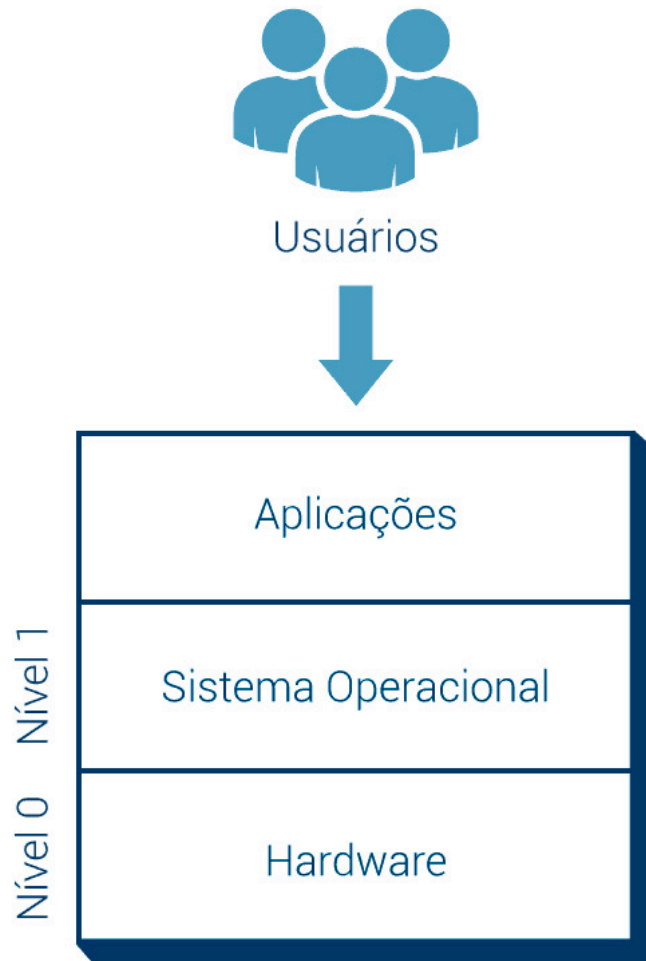 Usuários
Aplicações
Nível 1
Sistema Operacional
Nível 0
Hardware